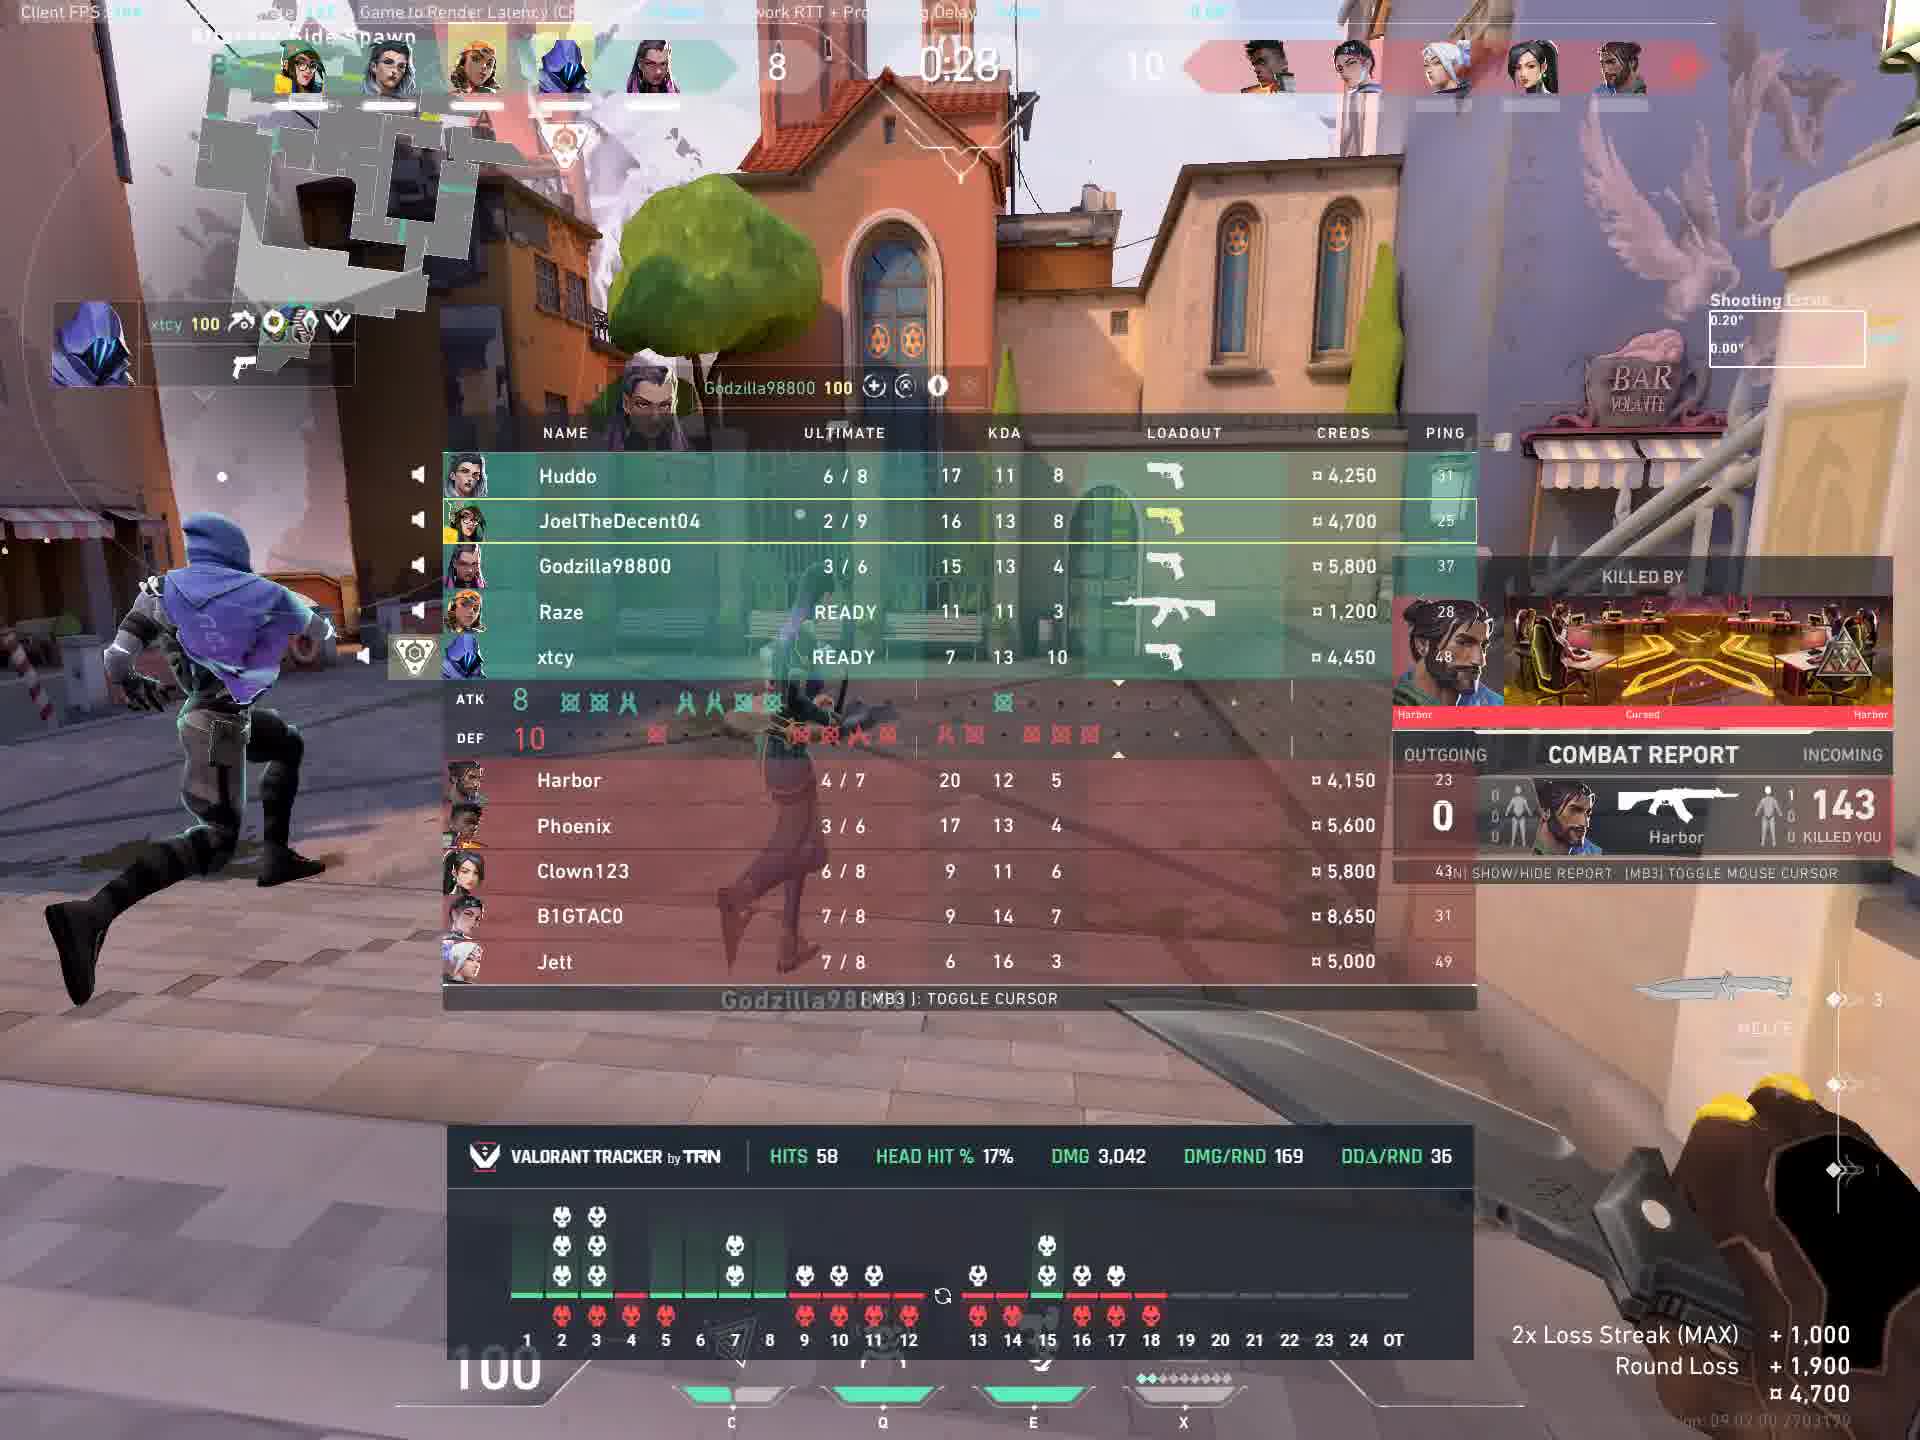 Client FPS
Game to Render Latency
Side Spawn
8
0:28
10
A
xtcy 100
Shooting Error
0.20°
0.00°
BAR
VOLANTE
Godzilla98800 100
NAME ULTIMATE KDA LOADOUT CREDS PING
Huddo 6 / 8 17 11 8 ¤ 4,250 31
JoelTheDecent04 2 / 9 16 13 8 ¤ 4,700 25
Godzilla98800 3 / 6 15 13 4 ¤ 5,800 37
Raze READY 11 11 3 ¤ 1,200 28
xtcy READY 7 13 10 ¤ 4,450 48
ATK 8
DEF 10
Harbor 4 / 7 20 12 5 ¤ 4,150 23
Phoenix 3 / 6 17 13 4 ¤ 5,600
Clown123 6 / 8 9 11 6 ¤ 5,800 43
B1GTAC0 7 / 8 9 14 7 ¤ 8,650 31
Jett 7 / 8 6 16 3 ¤ 5,000 49
[ MB3 ]: TOGGLE CURSOR
KILLED BY
Harbor Cursed Harbor
OUTGOING COMBAT REPORT INCOMING
0 0 0 0 Harbor 1 0 0 143 KILLED YOU
SHOW/HIDE REPORT [MB3] TOGGLE MOUSE CURSOR
3
MELEE
1
VALORANT TRACKER by TRN HITS 58 HEAD HIT % 17% DMG 3,042 DMG/RND 169 DDΔ/RND 36
1 2 3 4 5 6 7 8 9 10 11 12 13 14 15 16 17 18 19 20 21 22 23 24 OT
100
C Q E X
2x Loss Streak (MAX) + 1,000
Round Loss + 1,900
¤ 4,700